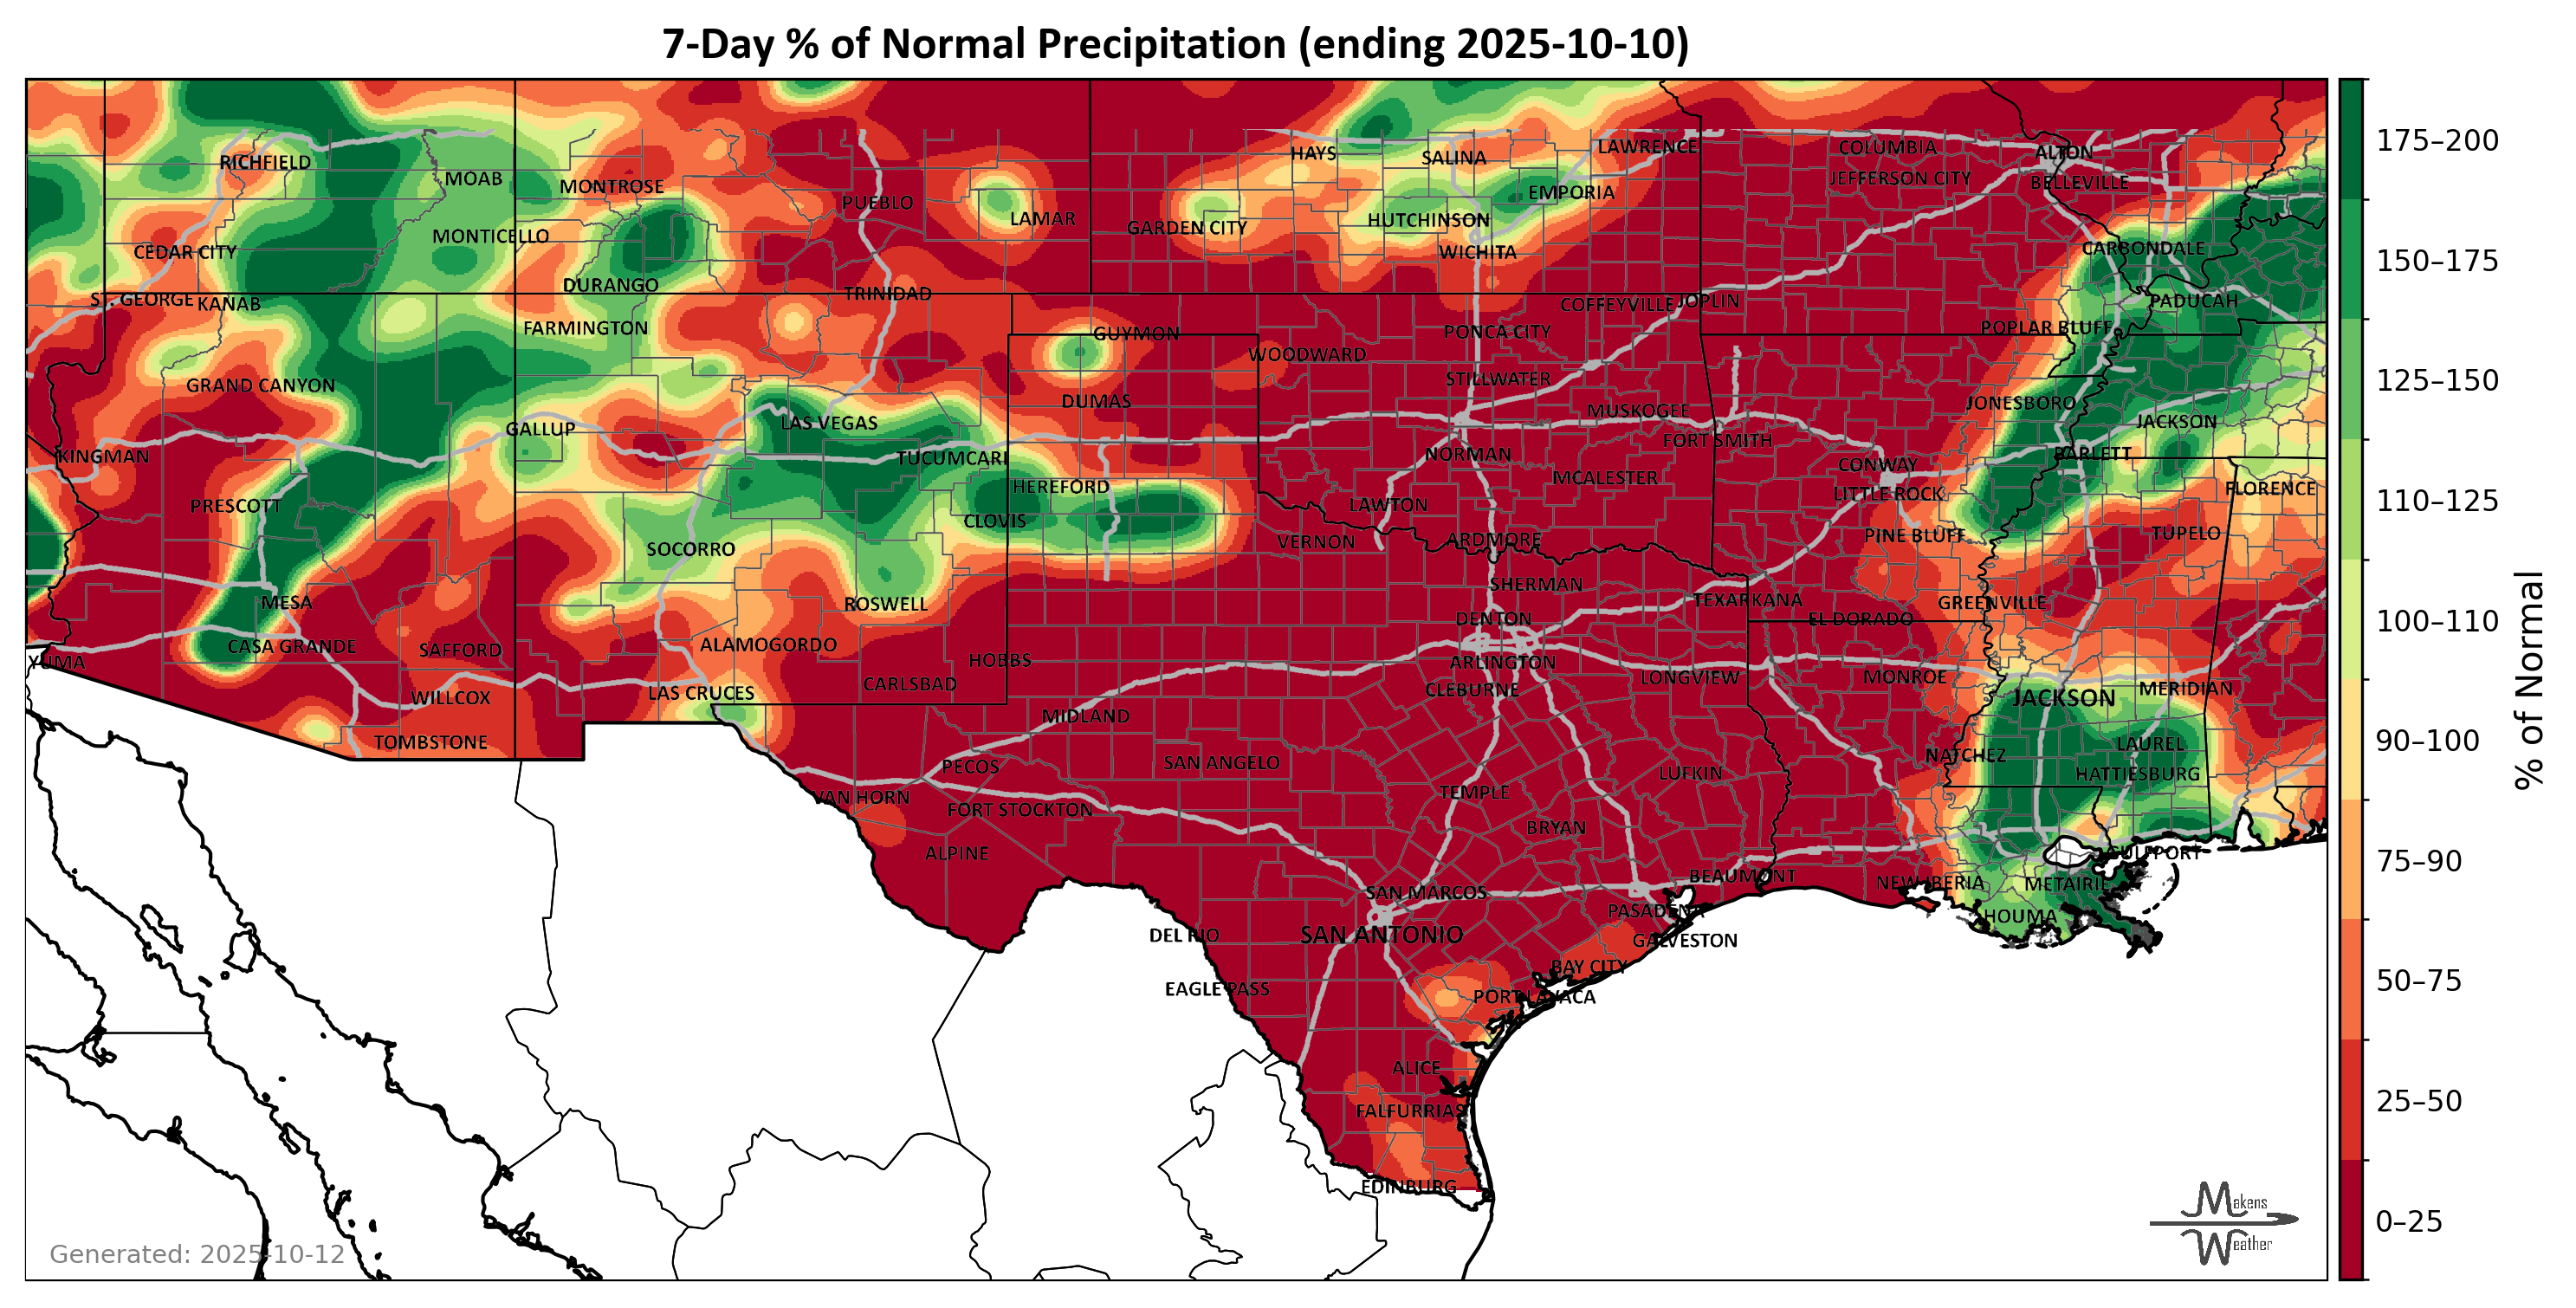 7-Day % of Normal Precipitation (ending 2025-10-10)
HAYS
SALINA
LAWRENCE
COLUMBIA
ALTON
RICHFIELD
MOAB
MONTROSE
JEFFERSON CITY
BELLEVILLE
EMPORIA
PUEBLO
LAMAR
GARDEN CITY
HUTCHINSON
MONTICELLO
CEDAR CITY
WICHITA
CARBONDALE
DURANGO
TRINIDAD
ST. GEORGE
KANAB
COFFEYVILLE
JOPLIN
PADUCAH
FARMINGTON
GUYMON
PONCA CITY
POPLAR BLUFF
WOODWARD
GRAND CANYON
STILLWATER
DUMAS
JONESBORO
MUSKOGEE
LAS VEGAS
JACKSON
GALLUP
FORT SMITH
KINGMAN
TUCUMCARI
NORMAN
BARLETT
CONWAY
MCALESTER
HEREFORD
LITTLE ROCK
FLORENCE
PRESCOTT
LAWTON
CLOVIS
PINE BLUFF
TUPELO
VERNON
ARDMORE
SOCORRO
SHERMAN
MESA
ROSWELL
TEXARKANA
GREENVILLE
DENTON
EL DORADO
CASA GRANDE
SAFFORD
ALAMOGORDO
YUMA
HOBBS
ARLINGTON
CARLSBAD
LONGVIEW
MONROE
WILLCOX
LAS CRUCES
CLEBURNE
JACKSON
MERIDIAN
MIDLAND
TOMBSTONE
LAUREL
PECOS
SAN ANGELO
LUFKIN
NATCHEZ
HATTIESBURG
VAN HORN
FORT STOCKTON
TEMPLE
BRYAN
ALPINE
GULFPORT
BEAUMONT
NEW IBERIA
METAIRIE
SAN MARCOS
PASADENA
HOUMA
DEL RIO
SAN ANTONIO
GALVESTON
BAY CITY
EAGLE PASS
PORT LAVACA
ALICE
FALFURRIAS
EDINBURG
175–200
150–175
125–150
110–125
100–110
90–100
75–90
50–75
25–50
0–25
% of Normal
Generated: 2025-10-12
Makens
Weather